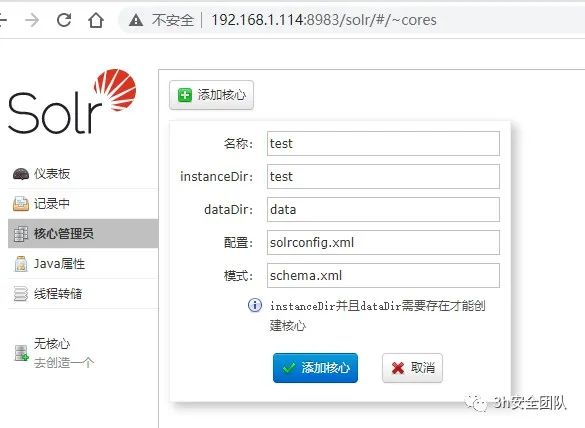 不安全 | 192.168.1.114:8983/solr/#/~cores
Solr
添加核心
名称: test
instanceDir: test
dataDir: data
配置: solrconfig.xml
模式: schema.xml
instanceDir并且dataDir需要存在才能创
建核心
添加核心 取消
仪表板
记录中
核心管理员
Java属性
线程转储
无核心
去创造一个
3h安全团队